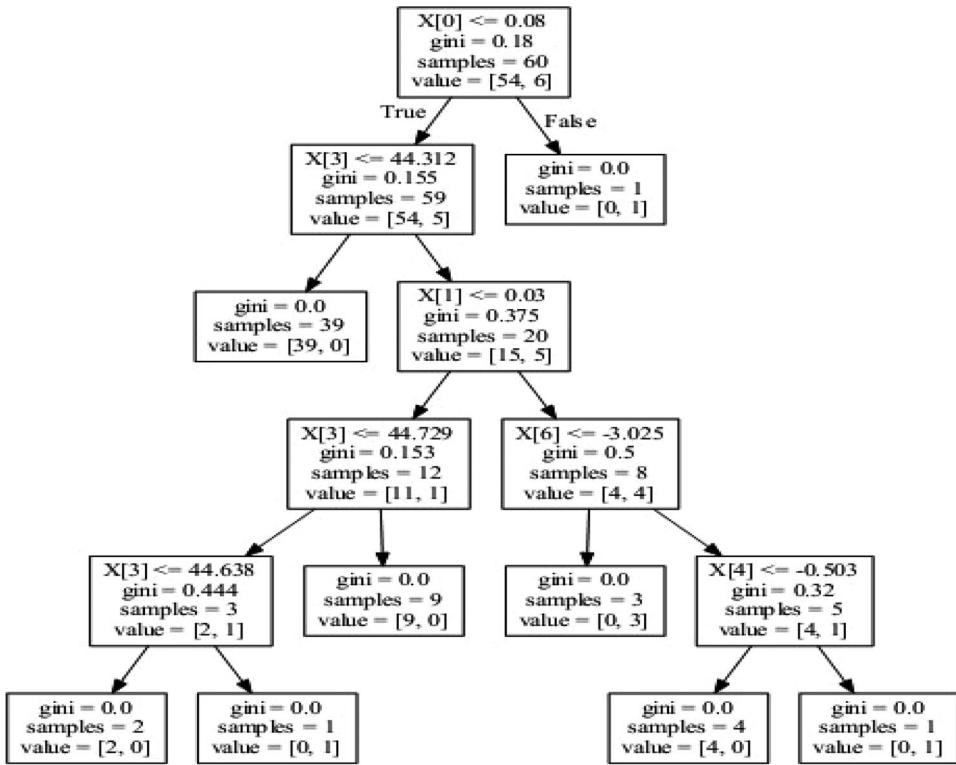 X[0] <= 0.08
gini = 0.18
samples = 60
value = [54, 6]
True
False
X[3] <= 44.312
gini = 0.155
samples = 59
value = [54, 5]
gini = 0.0
samples = 1
value = [0, 1]
gini = 0.0
samples = 39
value = [39, 0]
X[1] <= 0.03
gini = 0.375
samples = 20
value = [15, 5]
X[3] <= 44.729
gini = 0.153
samples = 12
value = [11, 1]
X[6] <= -3.025
gini = 0.5
samples = 8
value = [4, 4]
X[3] <= 44.638
gini = 0.444
samples = 3
value = [2, 1]
gini = 0.0
samples = 9
value = [9, 0]
gini = 0.0
samples = 3
value = [0, 3]
X[4] <= -0.503
gini = 0.32
samples = 5
value = [4, 1]
gini = 0.0
samples = 2
value = [2, 0]
gini = 0.0
samples = 1
value = [0, 1]
gini = 0.0
samples = 4
value = [4, 0]
gini = 0.0
samples = 1
value = [0, 1]